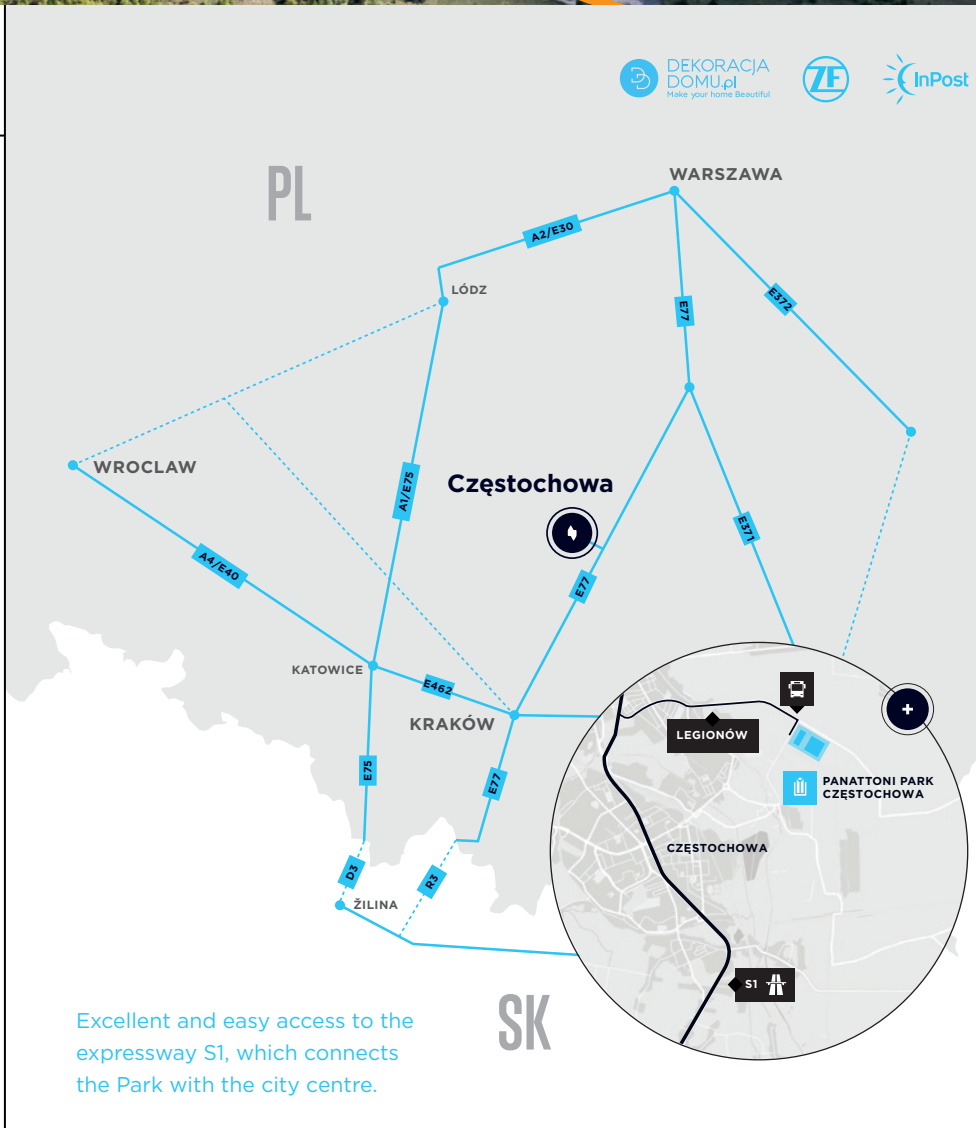 DEKORACJA
DOMU.pl
Make your home Beautiful
ZF
InPost
PL
WARSZAWA
A2/E30
LÓDZ
E77
E372
WROCLAW
A1/E75
Częstochowa
A4/E40
E77
E371
KATOWICE
E462
KRAKÓW
E75
E77
LEGIONÓW
PANATTONI PARK
CZĘSTOCHOWA
CZĘSTOCHOWA
D3
R3
ŽILINA
S1
SK
Excellent and easy access to the
expressway S1, which connects
the Park with the city centre.